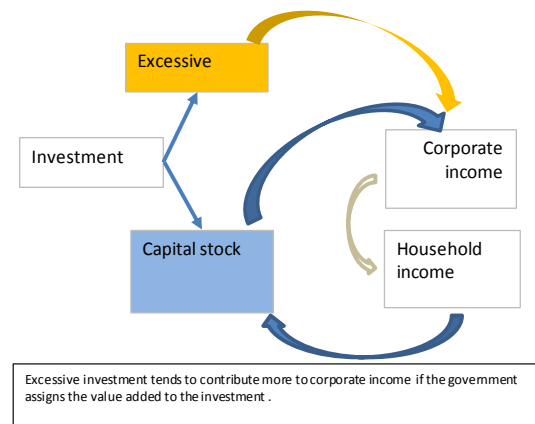 Excessive
Investment
Corporate
income
Capital stock
Household
income
Excessive investment tends to contribute more to corporate income if the government
assigns the value added to the investment .